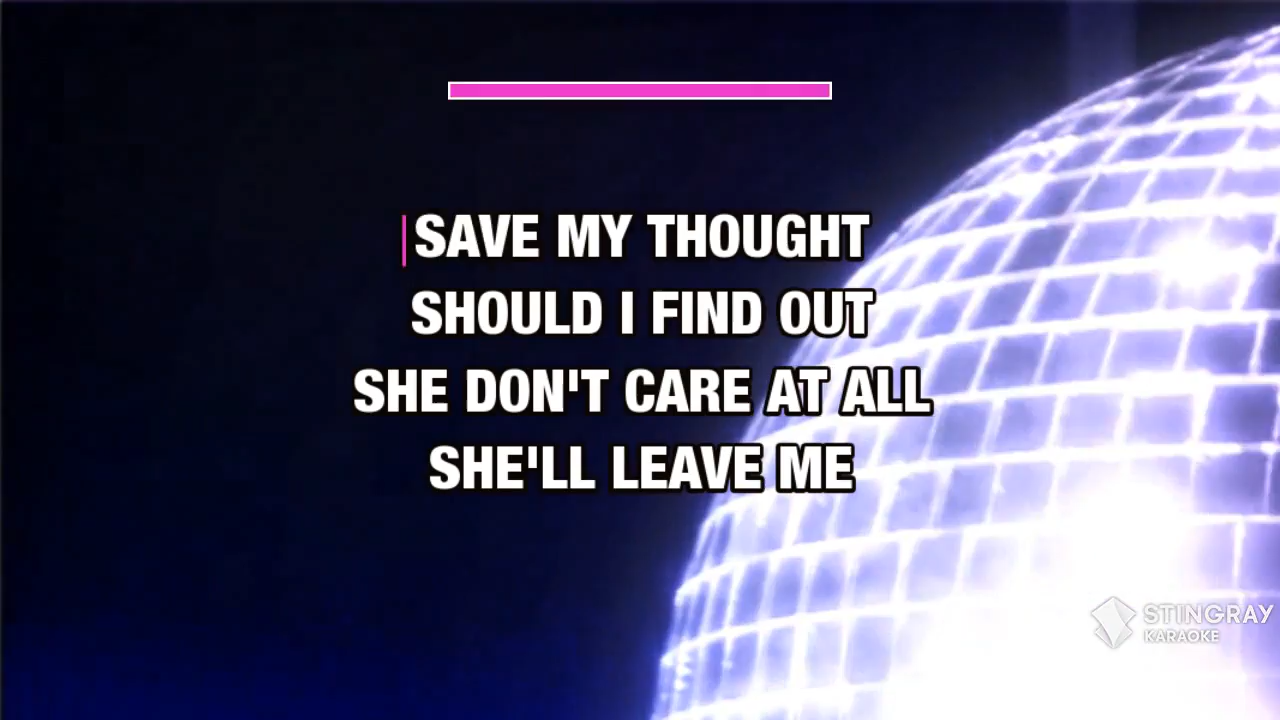 SAVE MY THOUGHT
SHOULD I FIND OUT
SHE DON'T CARE AT ALL
SHE'LL LEAVE ME
STINGRAY
KARAOKE